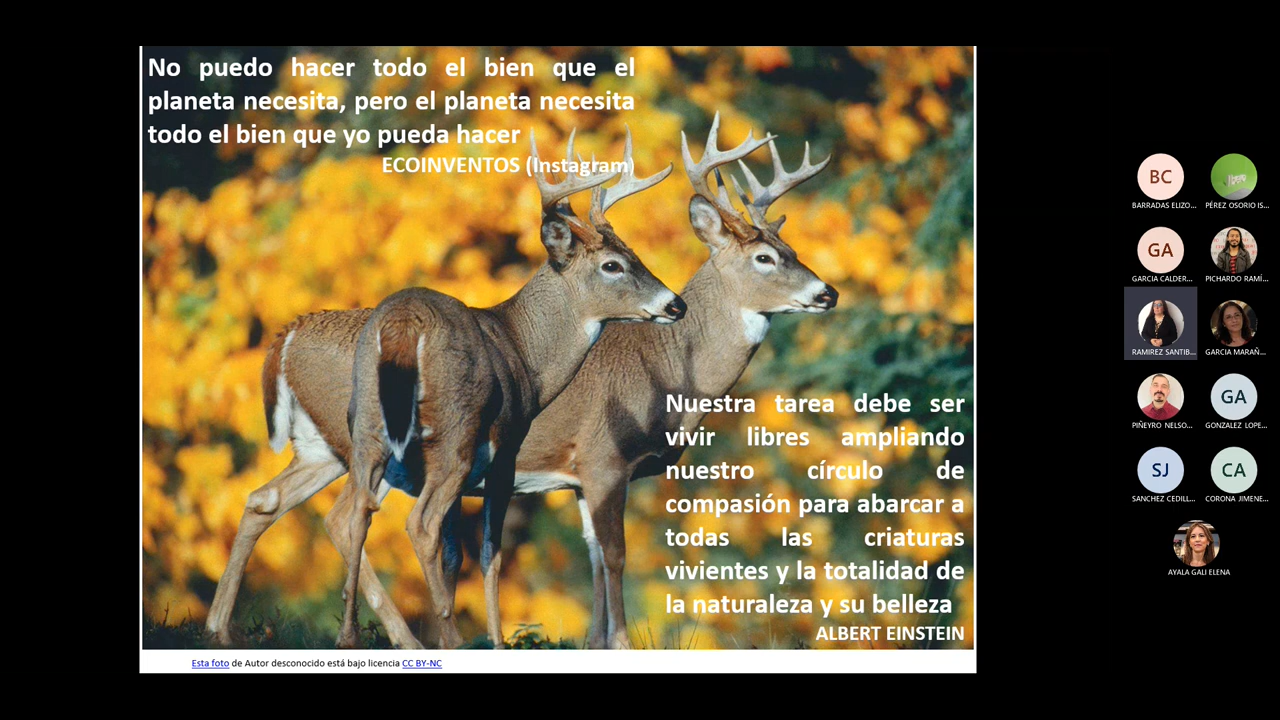 No puedo hacer todo el bien que el
planeta necesita, pero el planeta necesita
todo el bien que yo pueda hacer
ECOINVENTOS (Instagram)
Nuestra tarea debe ser
vivir libres ampliando
nuestro círculo de
compasión para abarcar a
todas las criaturas
vivientes y la totalidad de
la naturaleza y su belleza
ALBERT EINSTEIN
Esta foto de Autor desconocido está bajo licencia CC BY-NC
BC
BARRADAS ELIZO...
PÉREZ OSORIO IS...
GA
GARCIA CALDER...
PICHARDO RAMÍ...
RAMIREZ SANTIB...
GARCIA MARAÑ...
PIÑEYRO NELSO...
GA
GONZALEZ LOPE...
SJ
SANCHEZ CEDILL...
CA
CORONA JIMENE...
AYALA GALI ELENA